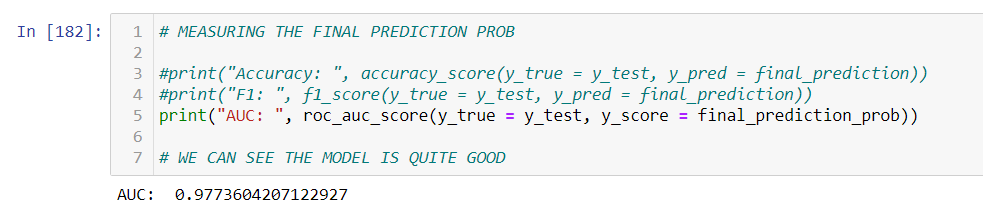 In [182]:
1 # MEASURING THE FINAL PREDICTION PROB
2
3 #print("Accuracy: ", accuracy_score(y_true = y_test, y_pred = final_prediction))
4 #print("F1: ", f1_score(y_true = y_test, y_pred = final_prediction))
5 print("AUC: ", roc_auc_score(y_true = y_test, y_score = final_prediction_prob))
6
7 # WE CAN SEE THE MODEL IS QUITE GOOD
AUC:  0.9773604207122927